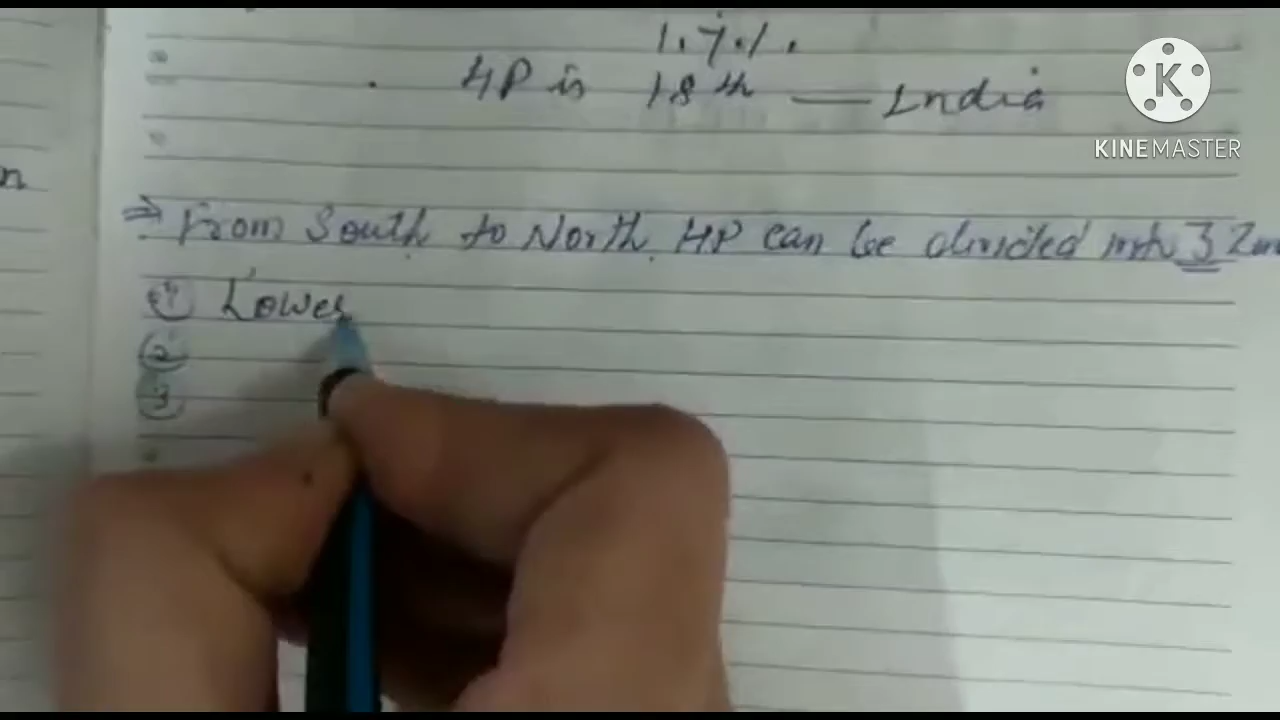 1.7%.
HP is 18th — India
K
KINEMASTER
n
⇒ From South to North HP can be divided into 3
① Lower
②
③